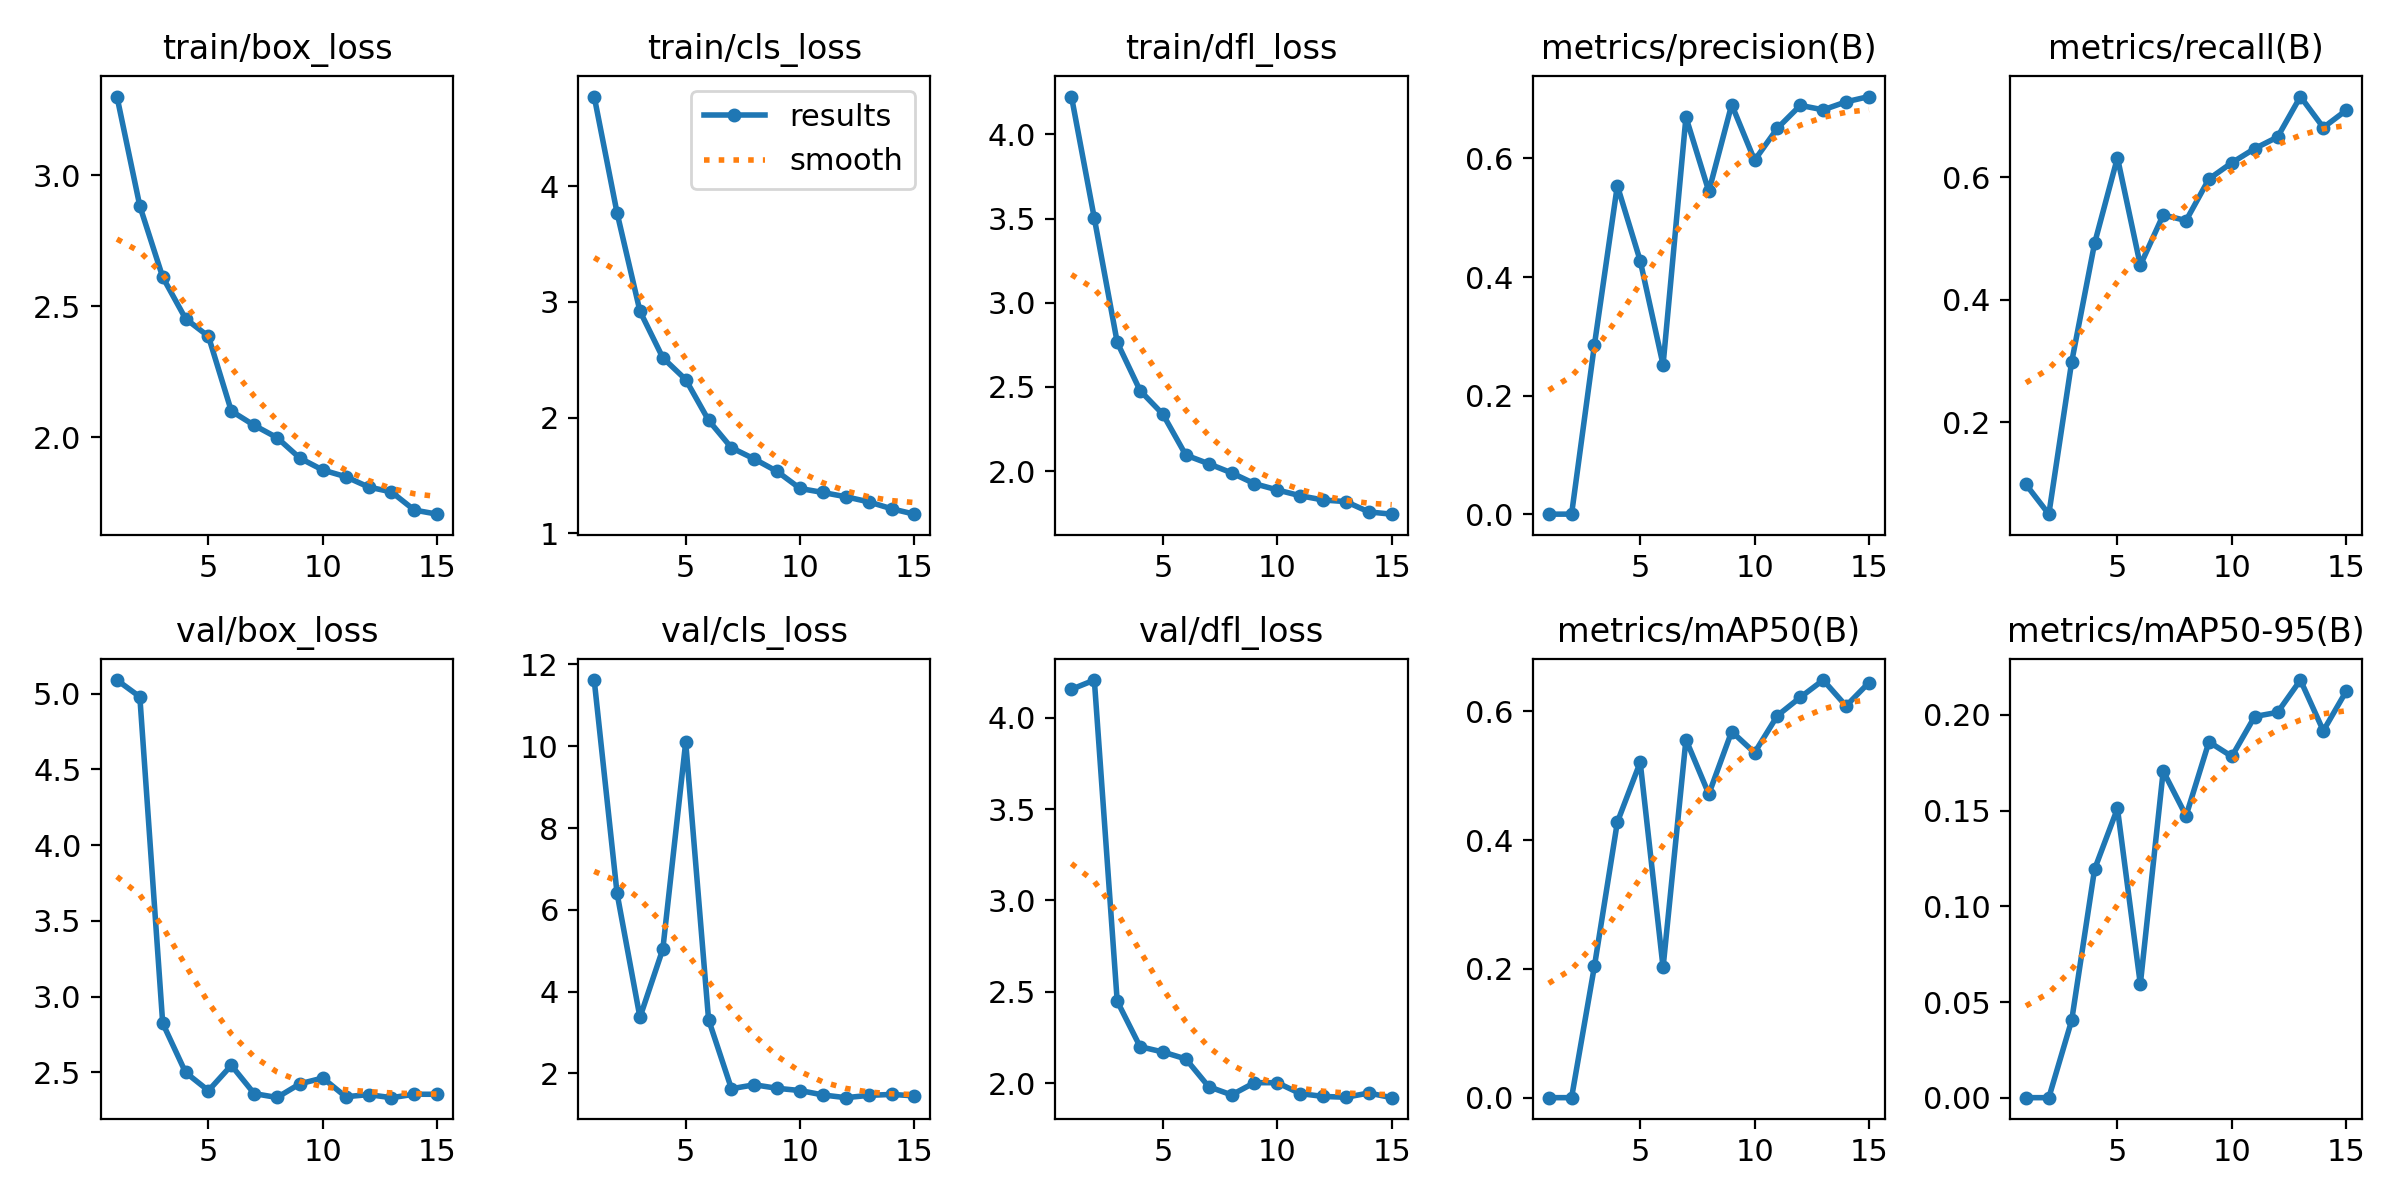 train/box_loss
3.0
2.5
2.0
5 10 15
train/cls_loss
results
smooth
4
3
2
1
5 10 15
train/dfl_loss
4.0
3.5
3.0
2.5
2.0
5 10 15
metrics/precision(B)
0.6
0.4
0.2
0.0
5 10 15
metrics/recall(B)
0.6
0.4
0.2
5 10 15
val/box_loss
5.0
4.5
4.0
3.5
3.0
2.5
5 10 15
val/cls_loss
12
10
8
6
4
2
5 10 15
val/dfl_loss
4.0
3.5
3.0
2.5
2.0
5 10 15
metrics/mAP50(B)
0.6
0.4
0.2
0.0
5 10 15
metrics/mAP50-95(B)
0.20
0.15
0.10
0.05
0.00
5 10 15